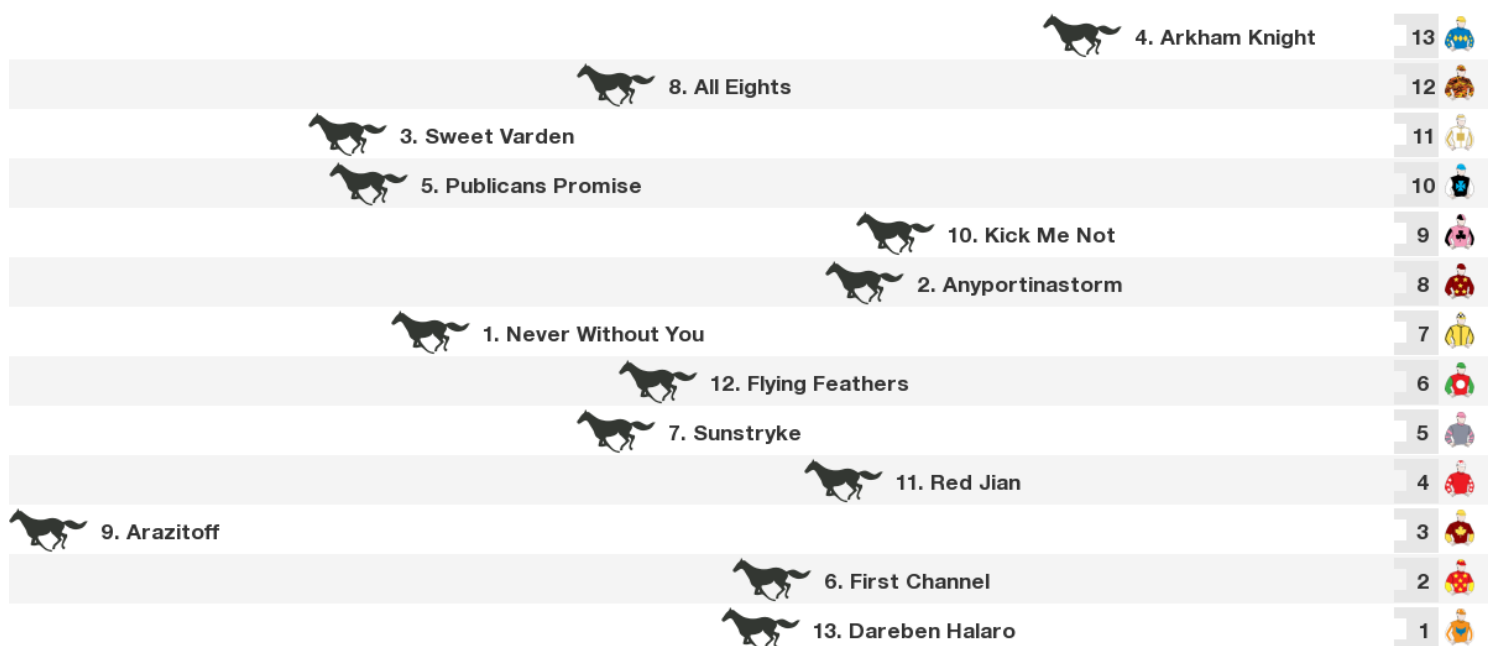 4. Arkham Knight 13
8. All Eights 12
3. Sweet Varden 11
5. Publicans Promise 10
10. Kick Me Not 9
2. Anyportinastorm 8
1. Never Without You 7
12. Flying Feathers 6
7. Sunstryke 5
11. Red Jian 4
9. Arazitoff 3
6. First Channel 2
13. Dareben Halaro 1